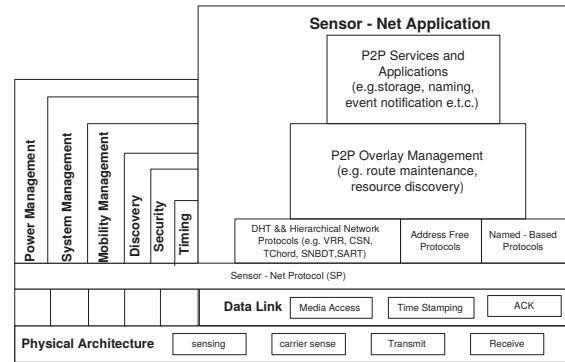 Sensor - Net Application
P2P Services and
Applications
(e.g.storage, naming,
event notification e.t.c.)
P2P Overlay Management
(e.g. route maintenance,
resource discovery)
Power Management
System Management
Mobility Management
Discovery
Security
Timing
DHT && Hierarchical Network
Protocols (e.g. VRR, CSN,
TChord, SNBDT,SART)
Address Free
Protocols
Named - Based
Protocols
Sensor - Net Protocol (SP)
Data Link
Media Access
Time Stamping
ACK
Physical Architecture
sensing
carrier sense
Transmit
Receive